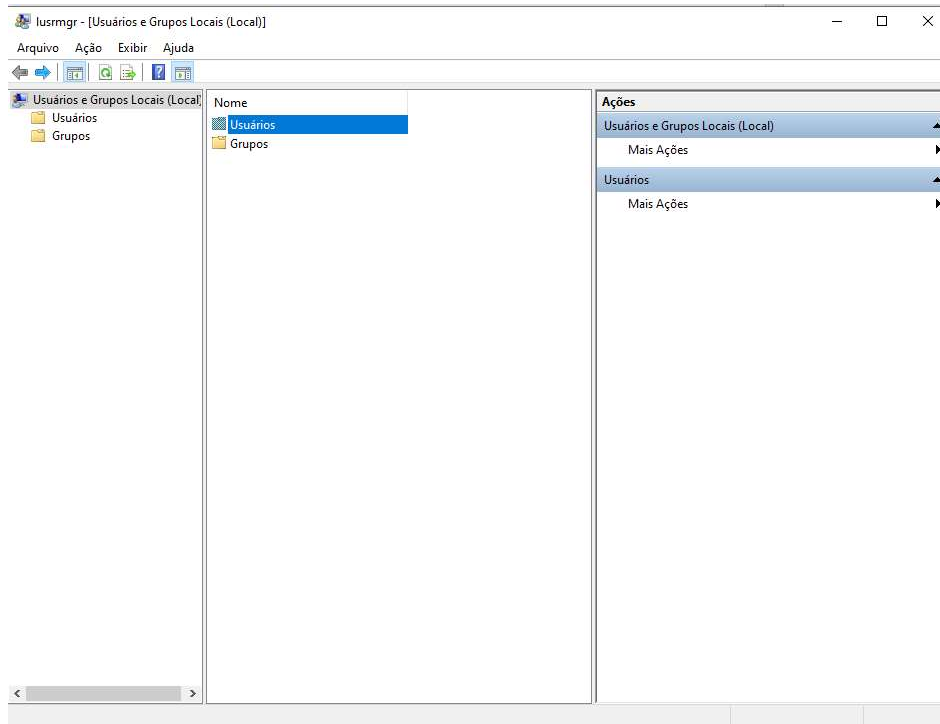 lusrmgr - [Usuários e Grupos Locais (Local)]
Arquivo Ação Exibir Ajuda
Usuários e Grupos Locais (Local)
Usuários
Grupos
Nome
Usuários
Grupos
Ações
Usuários e Grupos Locais (Local)
Mais Ações
Usuários
Mais Ações